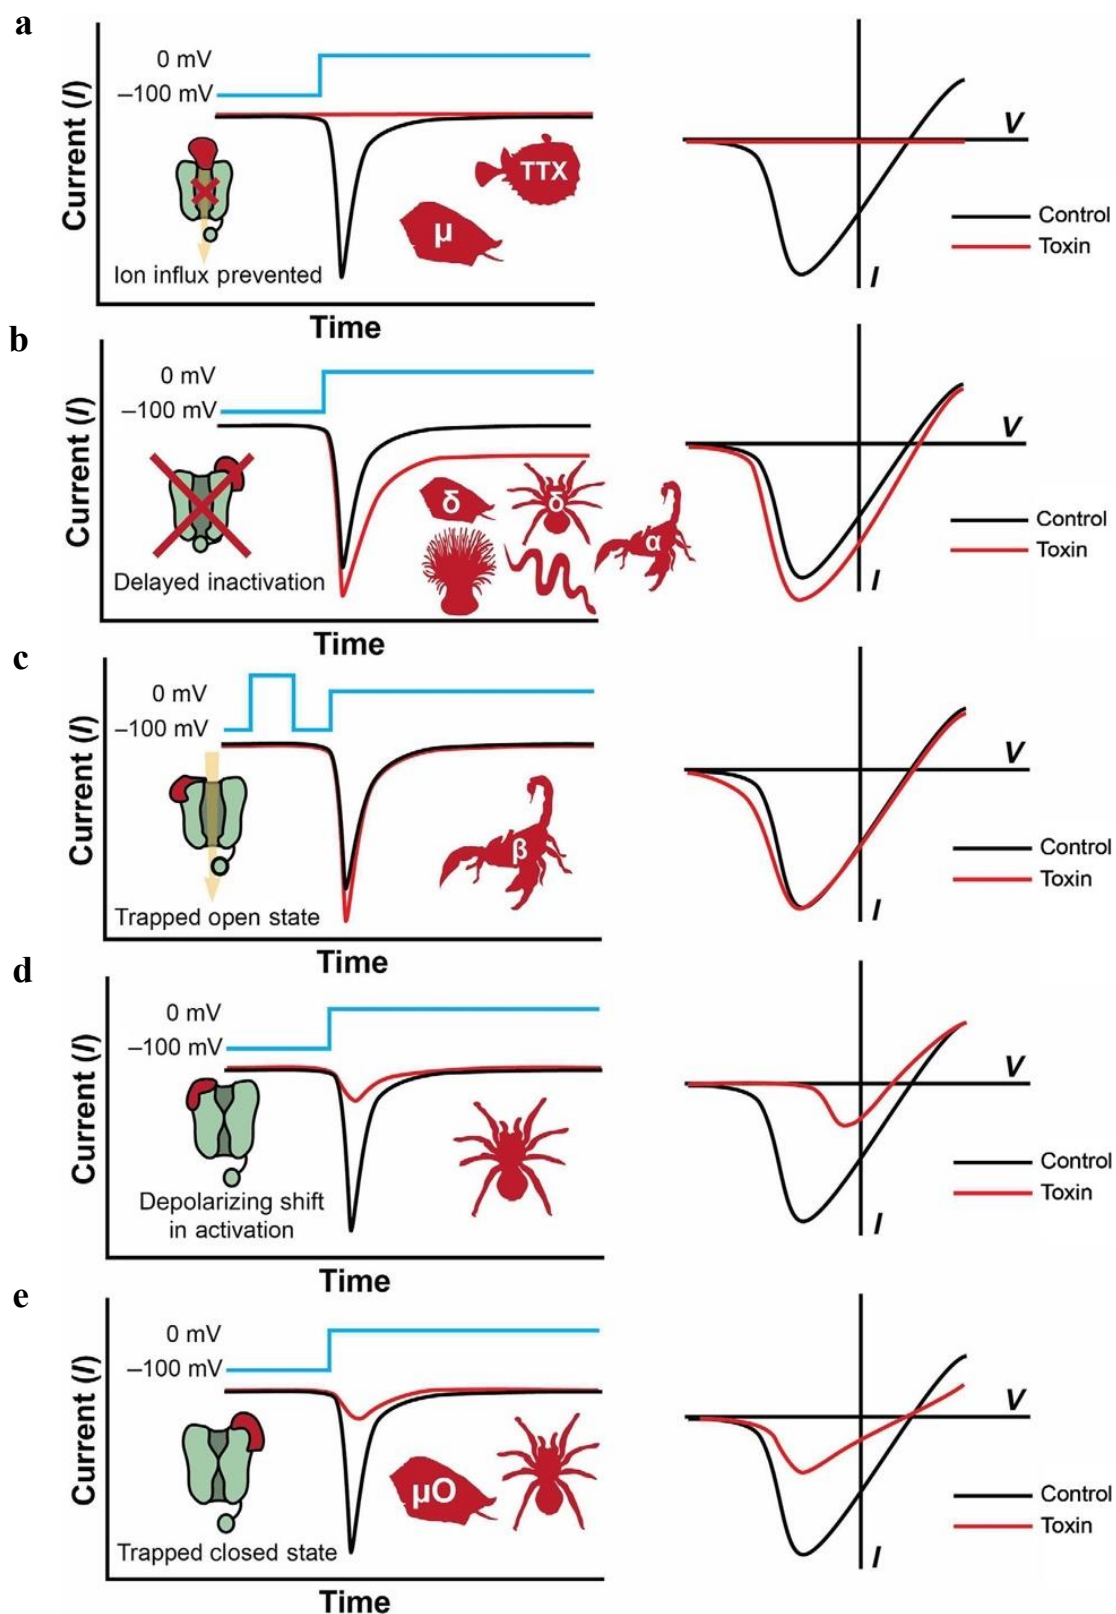 a
Current (I)
0 mV
–100 mV
TTX
μ
Ion influx prevented
Time
V
I
Control
Toxin
b
Current (I)
0 mV
–100 mV
δ
δ
α
Delayed inactivation
Time
V
I
Control
Toxin
c
Current (I)
0 mV
–100 mV
β
Trapped open state
Time
V
I
Control
Toxin
d
Current (I)
0 mV
–100 mV
Depolarizing shift
in activation
Time
V
I
Control
Toxin
e
Current (I)
0 mV
–100 mV
μO
Trapped closed state
Time
V
I
Control
Toxin